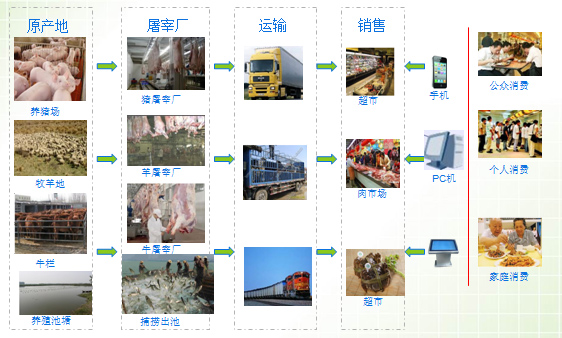 原产地
屠宰厂
运输
销售
养猪场
猪屠宰厂
超市
手机
公众消费
牧羊地
羊屠宰厂
肉市场
PC机
个人消费
牛栏
牛屠宰厂
养殖池塘
捕捞出池
超市
家庭消费